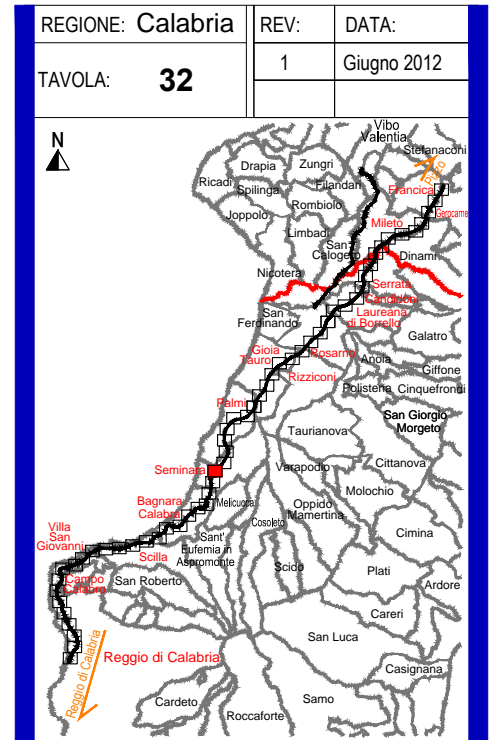 REGIONE: Calabria
REV:
DATA:
TAVOLA: 32
1
Giugno 2012
N
Vibo
Valentia
Stefanaconi
Pizzo
Drapia
Zungri
Ricadi
Spilinga
Filandari
Francica
Rombiolo
Joppolo
Gerocarne
Mileto
Limbadi
San
Calogero
Dinami
Nicotera
Serrata
Candidoni
San
Ferdinando
Laureana
di Borrello
Galatro
Gioia
Tauro
Rosarno
Anoia
Giffone
Rizziconi
Polistena
Cinquefrondi
Palmi
San Giorgio
Morgeto
Taurianova
Seminara
Varapodio
Cittanova
Molochio
Bagnara
Calabra
Melicucca
Oppido
Mamertina
Cosoleto
Villa
San
Giovanni
Sant'
Eufemia in
Aspromonte
Cimina
Scilla
Scido
Campo
Calabro
San Roberto
Plati
Ardore
Careri
San Luca
Reggio di Calabria
Reggio di Calabria
Casignana
Cardeto
Samo
Roccaforte